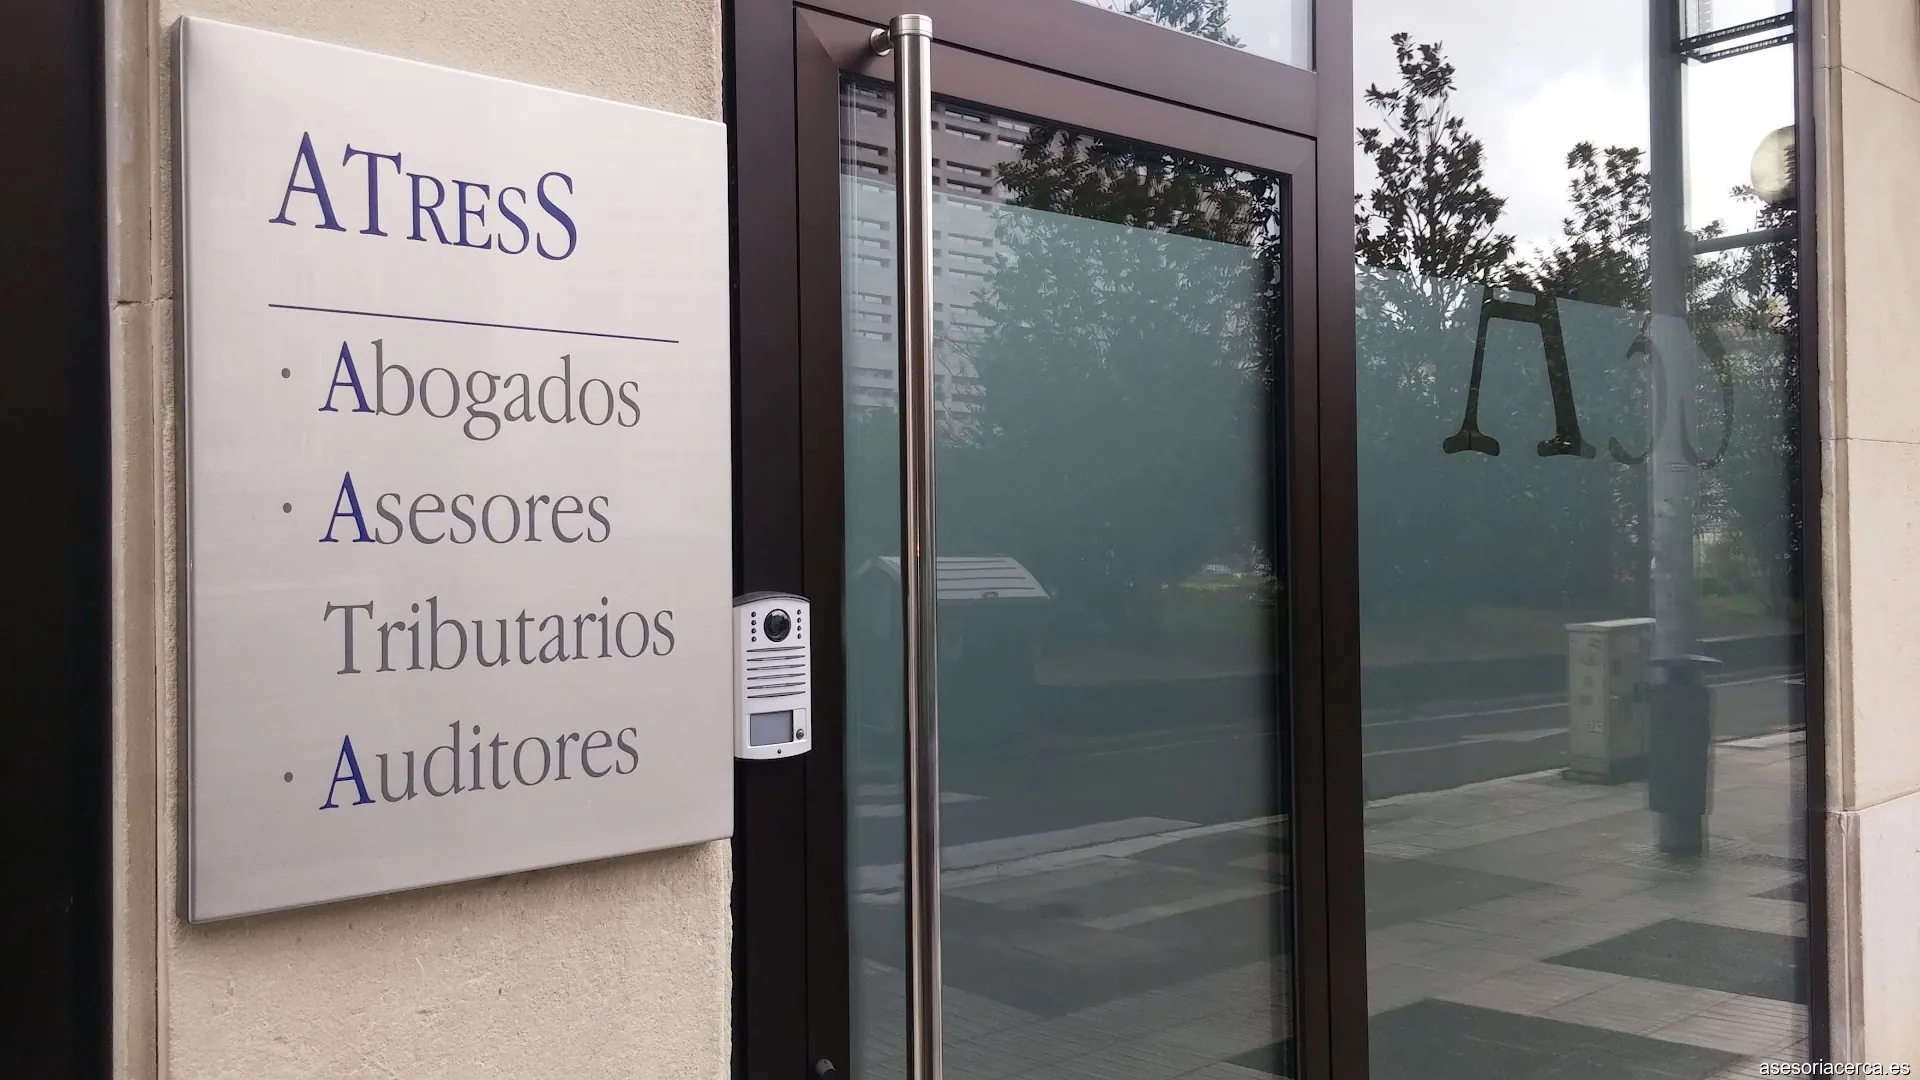 ATRESS
· Abogados
· Asesores
Tributarios
· Auditores
asesoriacerca.es